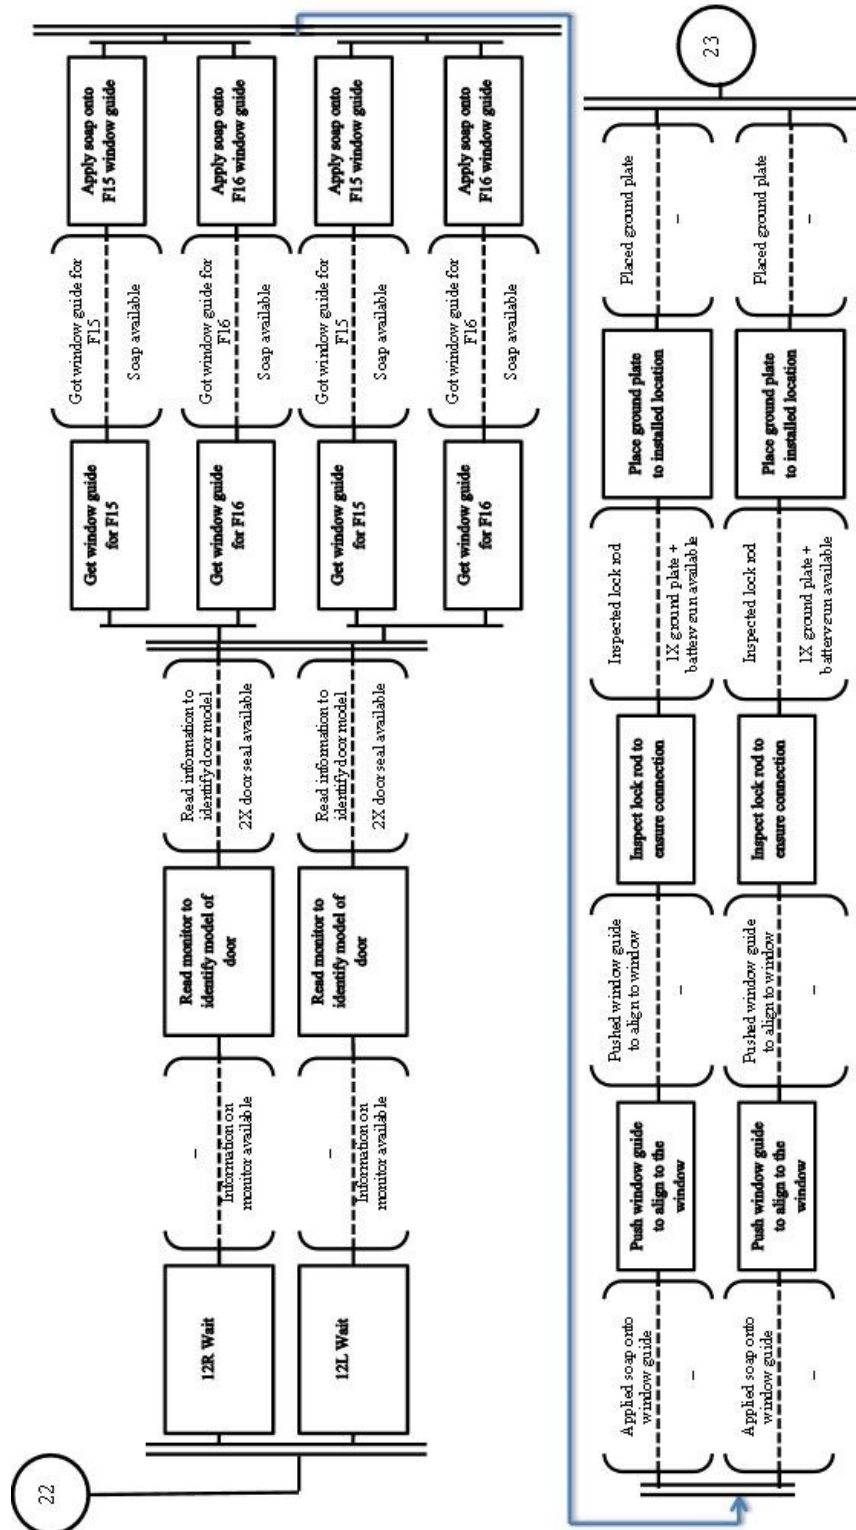 22
12R Wait
–
Information on
monitor available
Read monitor to
identify model of
door
Read information to
identify door model
2X door seal available
12L Wait
–
Information on
monitor available
Read monitor to
identify model of
door
Read information to
identify door model
2X door seal available
Get window guide
for F15
Got window guide for
F15
Soap available
Apply soap onto
F15 window guide
Get window guide
for F16
Got window guide for
F16
Soap available
Apply soap onto
F16 window guide
Get window guide
for F15
Got window guide for
F15
Soap available
Apply soap onto
F15 window guide
Get window guide
for F16
Got window guide for
F16
Soap available
Apply soap onto
F16 window guide
Applied soap onto
window guide
–
Push window guide
to align to the
window
Pushed window guide
to align to window
–
Inspect lock rod to
ensure connection
Inspected lock rod
1X ground plate +
battery gun available
Place ground plate
to installed location
Placed ground plate
–
Applied soap onto
window guide
–
Push window guide
to align to the
window
Pushed window guide
to align to window
–
Inspect lock rod to
ensure connection
Inspected lock rod
1X ground plate +
battery gun available
Place ground plate
to installed location
Placed ground plate
–
23